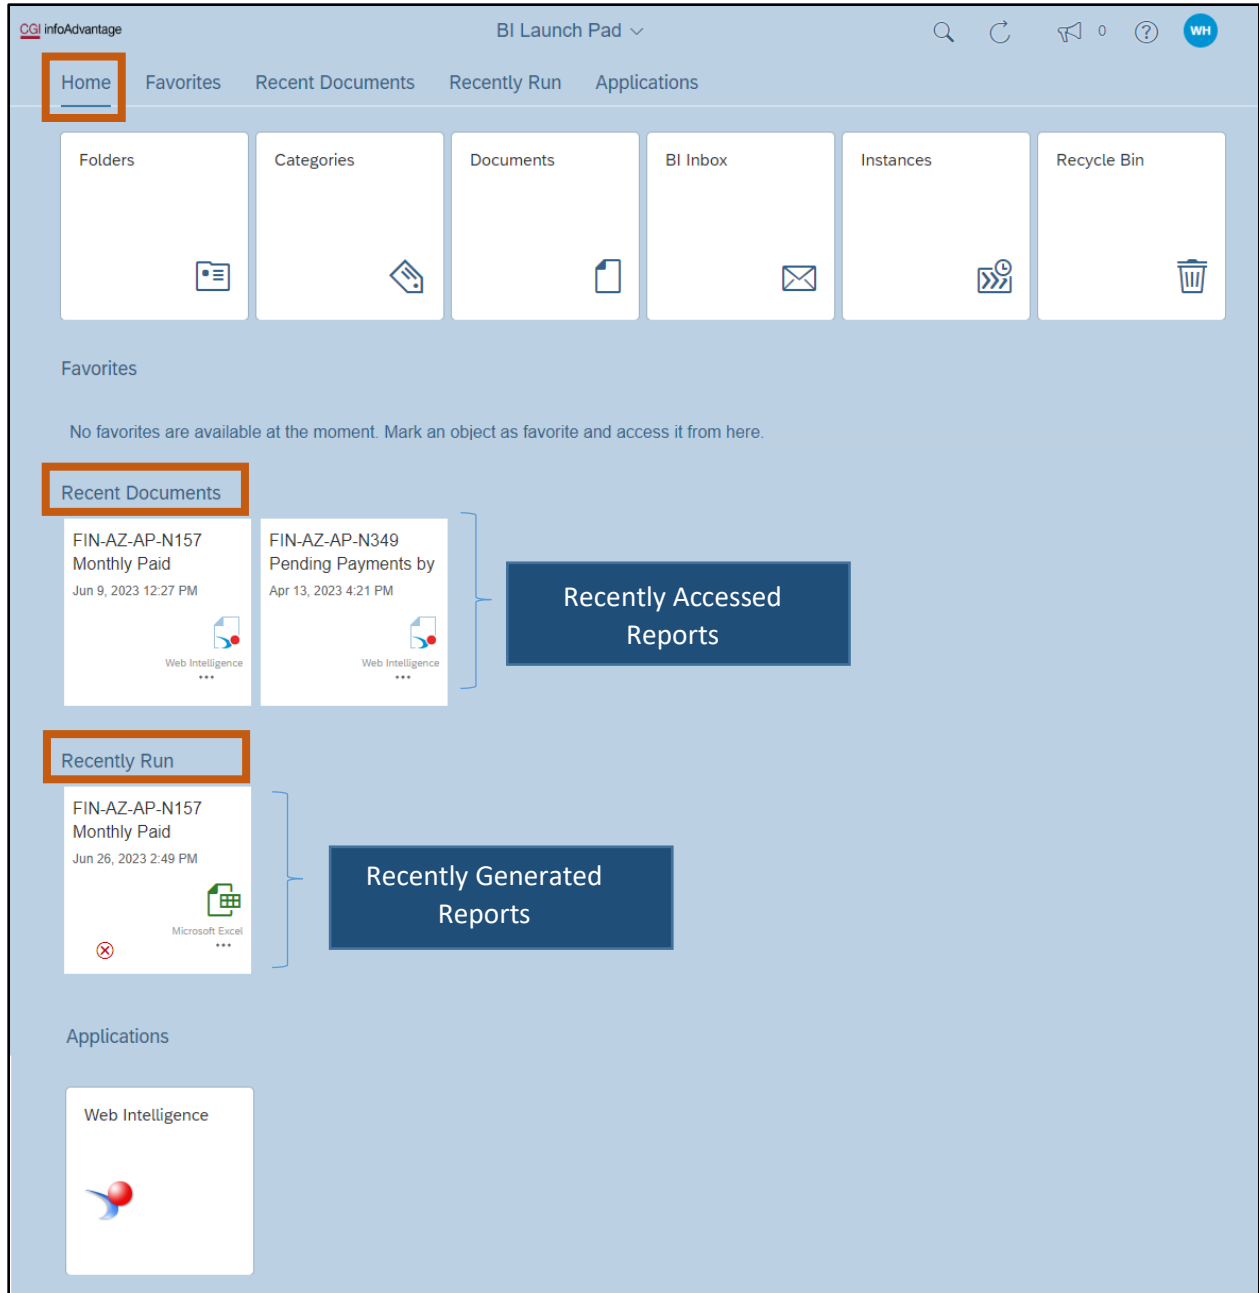 CGI infoAdvantage
BI Launch Pad
0
WH
Home
Favorites
Recent Documents
Recently Run
Applications
Folders
Categories
Documents
BI Inbox
Instances
Recycle Bin
Favorites
No favorites are available at the moment. Mark an object as favorite and access it from here.
Recent Documents
FIN-AZ-AP-N157
Monthly Paid
Jun 9, 2023 12:27 PM
Web Intelligence
FIN-AZ-AP-N349
Pending Payments by
Apr 13, 2023 4:21 PM
Web Intelligence
Recently Accessed
Reports
Recently Run
FIN-AZ-AP-N157
Monthly Paid
Jun 26, 2023 2:49 PM
Microsoft Excel
Recently Generated
Reports
Applications
Web Intelligence